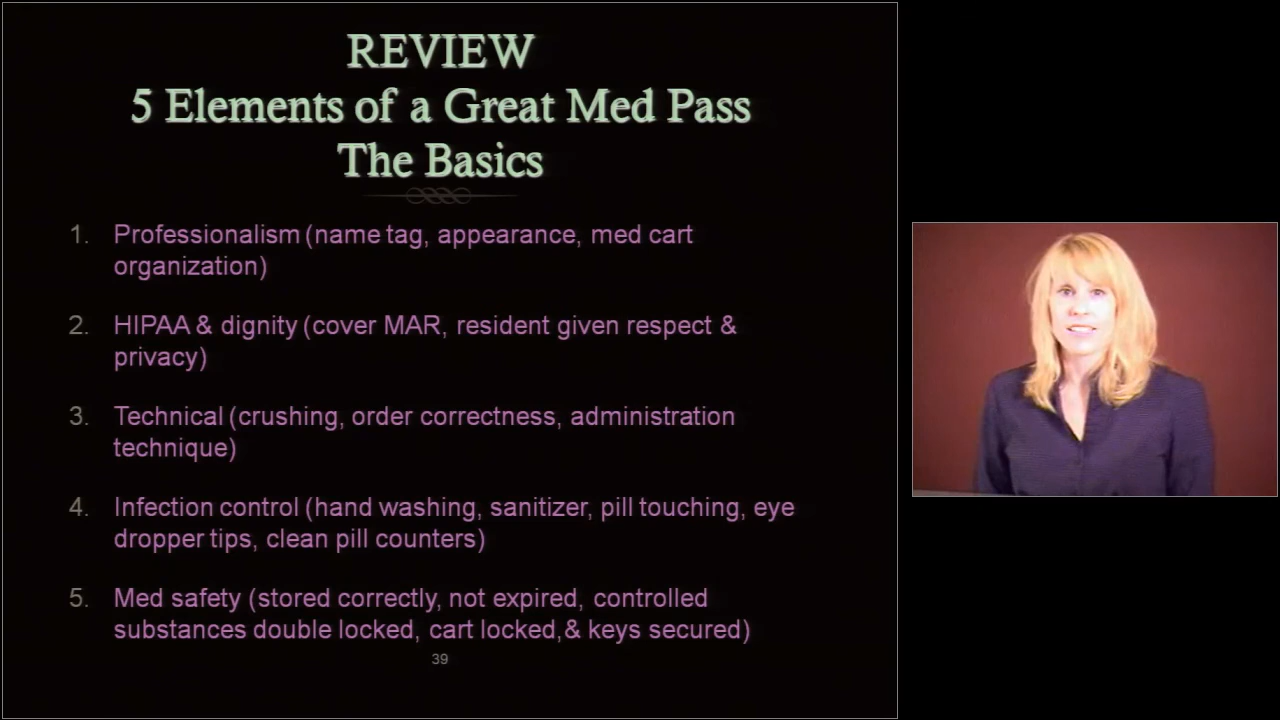 REVIEW
5 Elements of a Great Med Pass
The Basics
1. Professionalism (name tag, appearance, med cart
organization)
2. HIPAA & dignity (cover MAR, resident given respect &
privacy)
3. Technical (crushing, order correctness, administration
technique)
4. Infection control (hand washing, sanitizer, pill touching, eye
dropper tips, clean pill counters)
5. Med safety (stored correctly, not expired, controlled
substances double locked, cart locked,& keys secured)
39